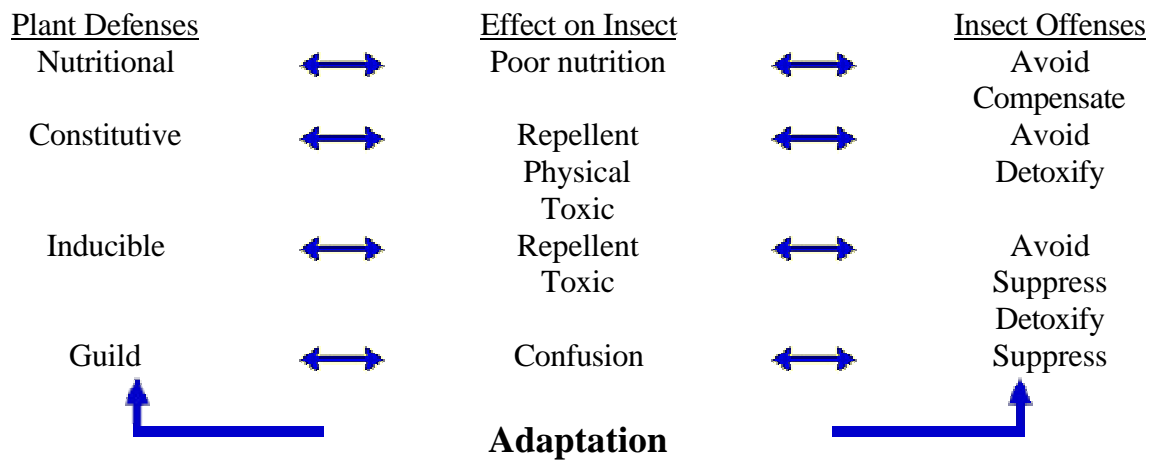 Plant Defenses Effect on Insect Insect Offenses
Nutritional Poor nutrition Avoid
Compensate
Constitutive Repellent Avoid
Physical Detoxify
Toxic
Inducible Repellent Avoid
Toxic Suppress
Detoxify
Guild Confusion Suppress
Adaptation